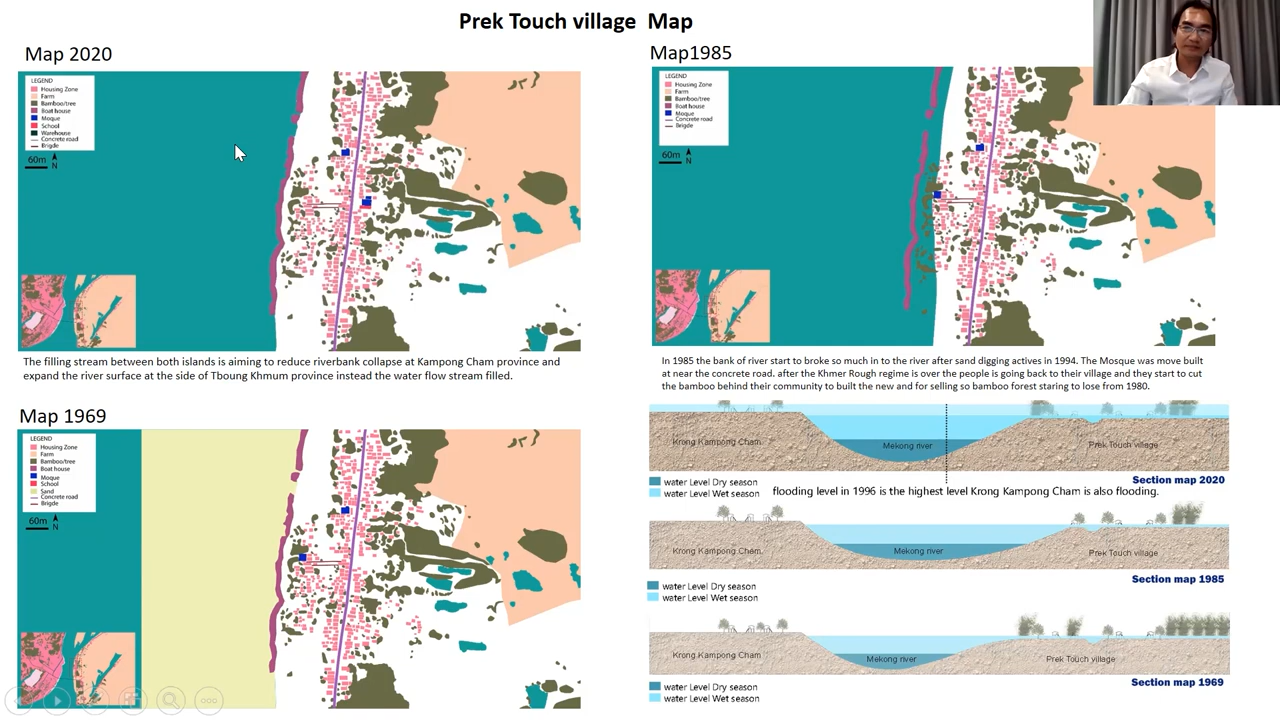 Prek Touch village Map
Map 2020
LEGEND
Housing Zone
Farm
Bamboo/tree
Boat house
Moque
School
Warehouse
Concrete road
Brigde
60m
N
The filling stream between both islands is aiming to reduce riverbank collapse at Kampong Cham province and
expand the river surface at the side of Tboung Khmum province instead the water flow stream filled.
Map 1969
LEGEND
Housing Zone
Farm
Bamboo/tree
Boat house
Moque
School
Sand
Concrete road
Brigde
60m
N
Map1985
LEGEND
Housing Zone
Farm
Bamboo/tree
Boat house
Moque
Concrete road
Brigde
60m
N
In 1985 the bank of river start to broke so much in to the river after sand digging actives in 1994. The Mosque was move built
at near the concrete road. after the Khmer Rough regime is over the people is going back to their village and they start to cut
the bamboo behind their community to built the new and for selling so bamboo forest staring to lose from 1980.
Krong Kampong Cham
Mekong river
Prek Touch village
water Level Dry season
water Level Wet season
Section map 2020
flooding level in 1996 is the highest level Krong Kampong Cham is also flooding.
Krong Kampong Cham
Mekong river
Prek Touch village
Section map 1985
water Level Dry season
water Level Wet season
Krong Kampong Cham
Mekong river
Prek Touch village
water Level Dry season
water Level Wet season
Section map 1969